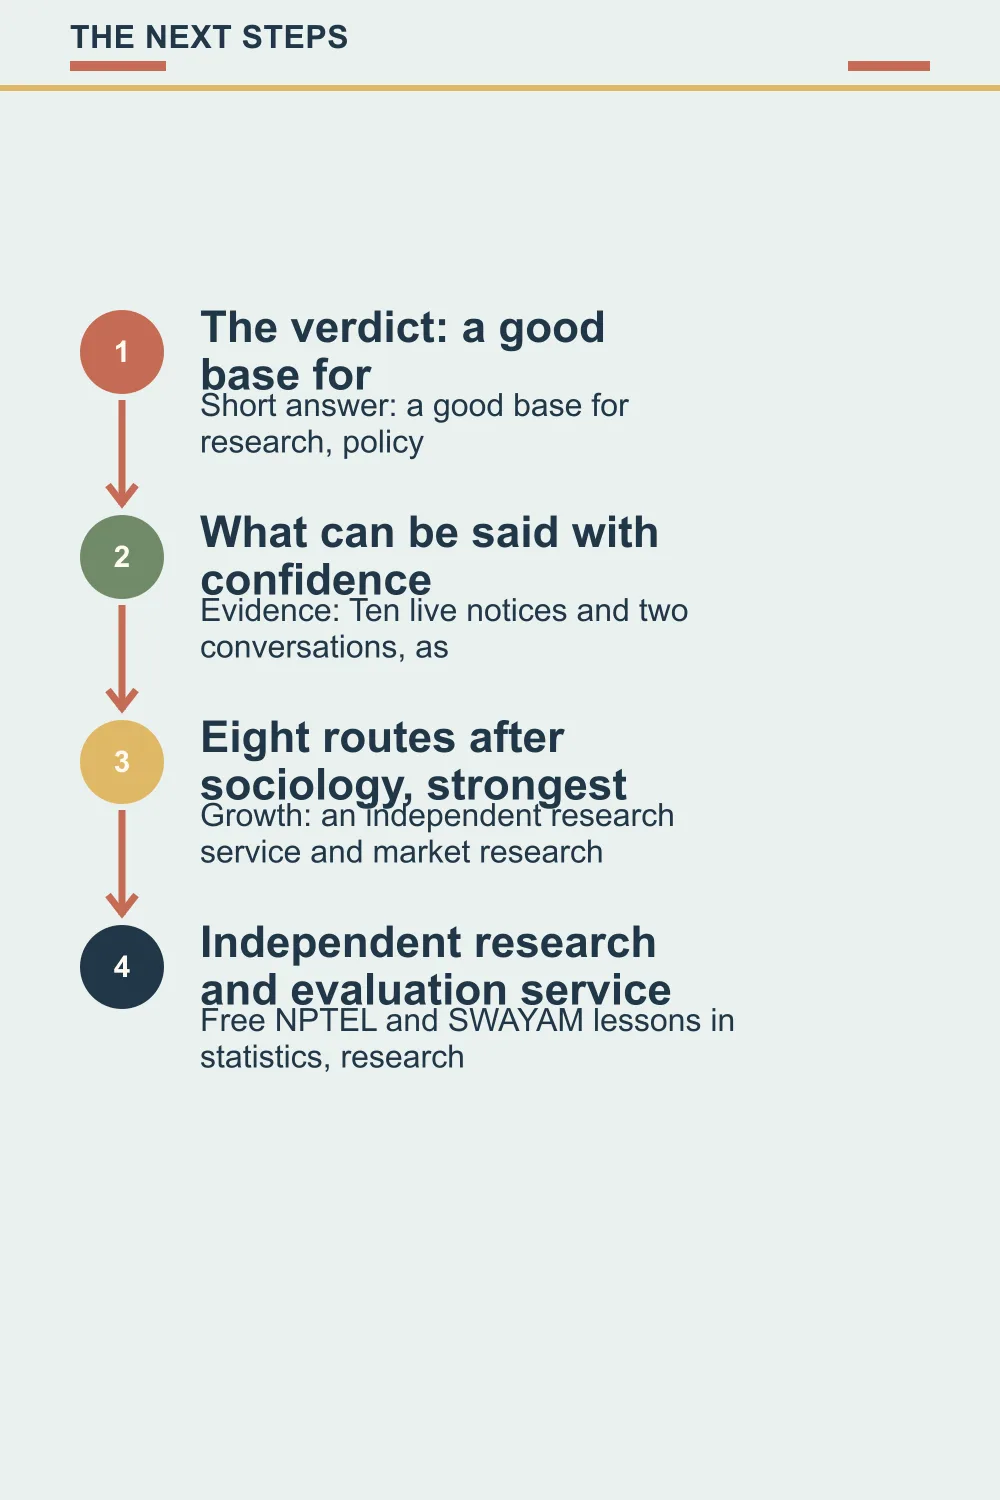 THE NEXT STEPS
1
The verdict: a good
base for
Short answer: a good base for
research, policy
2
What can be said with
confidence
Evidence: Ten live notices and two
conversations, as
3
Eight routes after
sociology, strongest
Growth: an independent research
service and market research
4
Independent research
and evaluation service
Free NPTEL and SWAYAM lessons in
statistics, research